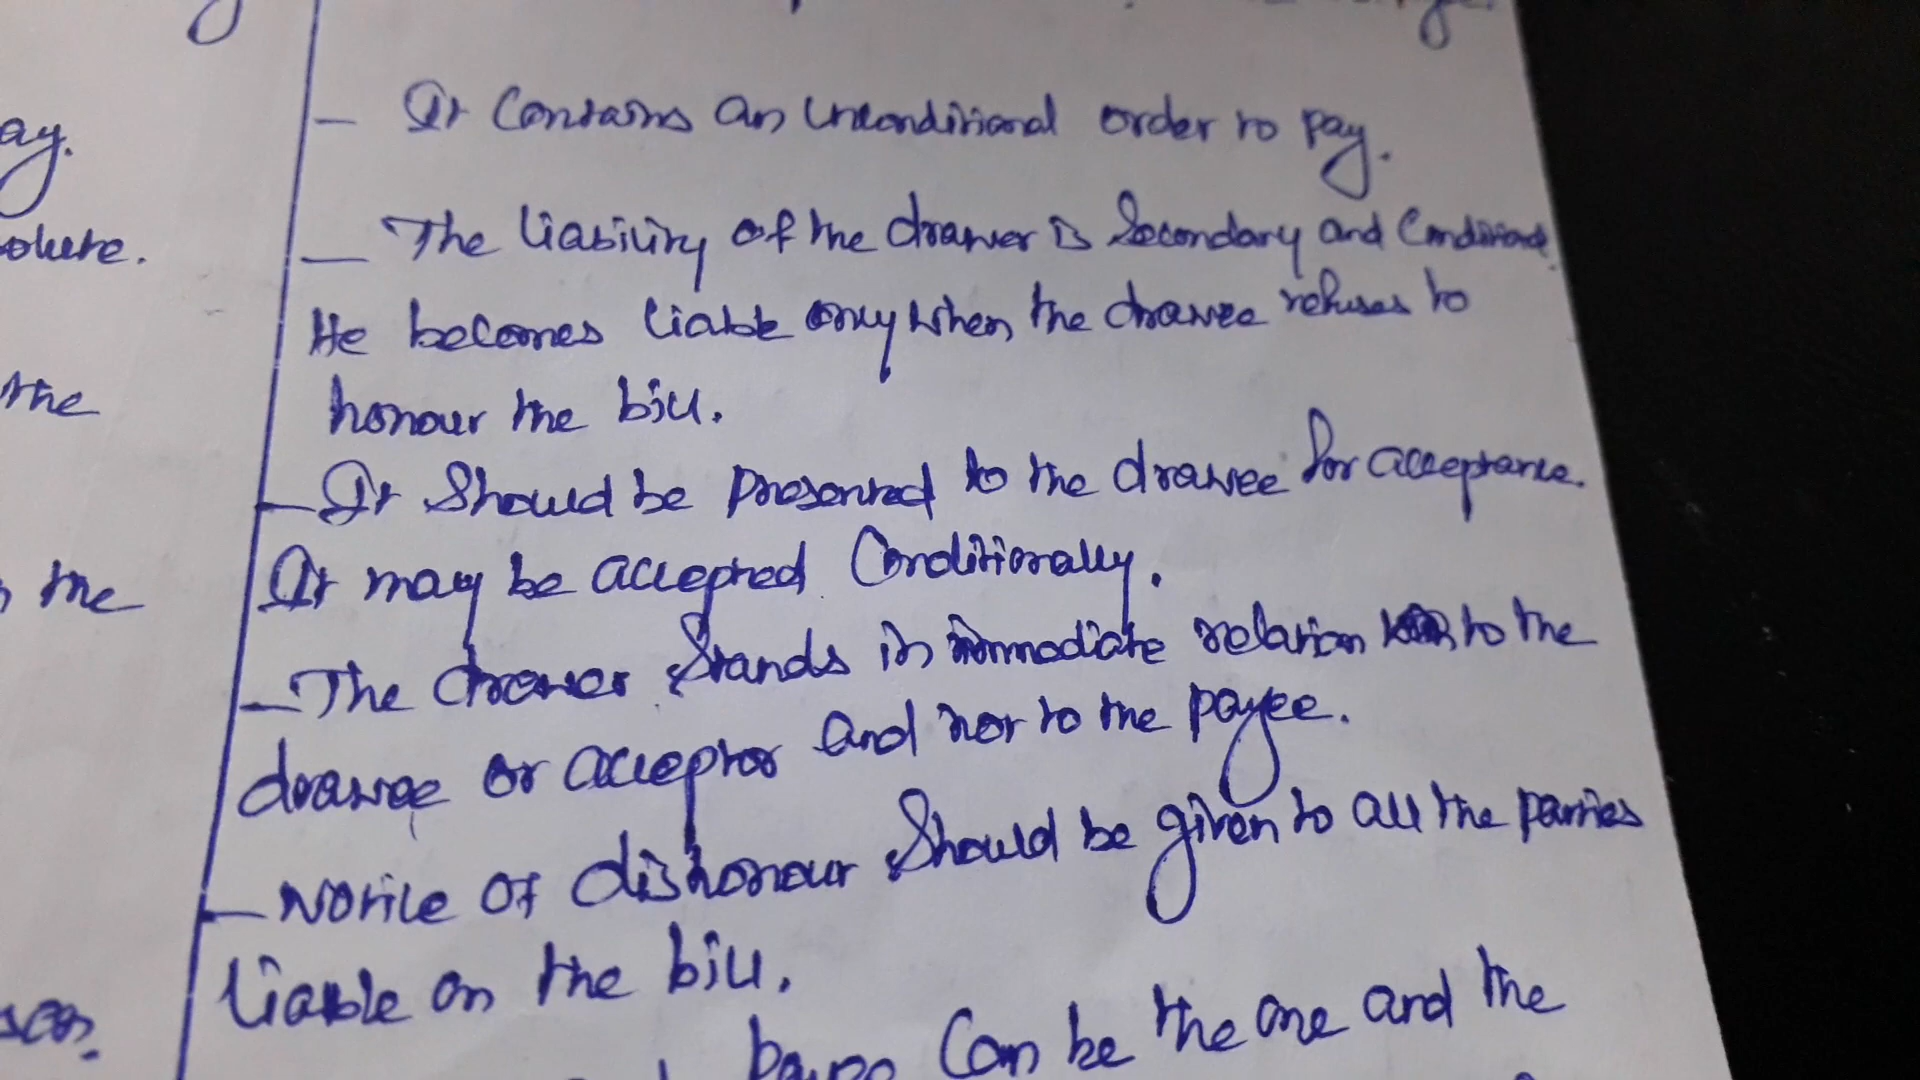 ay.
olute.
the
the
- It contains an unconditional order to pay.
- The liability of the drawer is Secondary and Conditional.
He becomes liable only when the drawee refuses to
honour the bill.
- It Should be presented to the drawee for acceptance.
It may be accepted Conditionally.
- The drawer Stands in immediate relation to the
drawee or acceptor and not to the payee.
- Notice of dishonour Should be given to all the parties
liable on the bill.
Can be the one and the